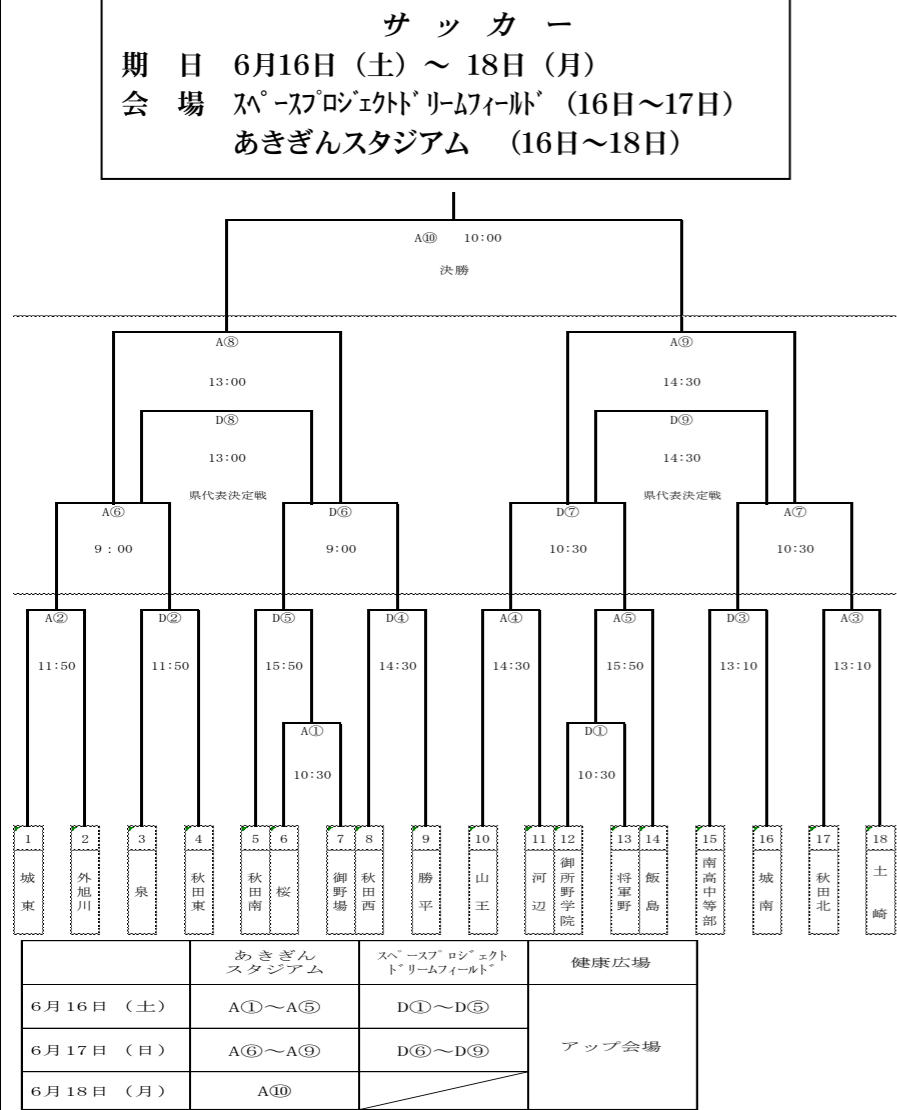 サッカー
期　日　6月16日（土）～ 18日（月）
会　場　ｽﾍﾟｰｽﾌﾟﾛｼﾞｪｸﾄﾄﾞﾘｰﾑﾌｨｰﾙﾄﾞ（16日～17日）
あきぎんスタジアム　（16日～18日）
A⑩　10:00
決勝
A⑧　A⑨
13:00　14:30
D⑧　D⑨
13:00　14:30
県代表決定戦　県代表決定戦
A⑥　D⑥　D⑦　A⑦
9：00　9:00　10:30　10:30
A②　D②　D⑤　D④　A④　A⑤　D③　A③
11:50　11:50　15:50　14:30　14:30　15:50　13:10　13:10
A①　D①
10:30　10:30
1　2　3　4　5　6　7　8　9　10　11　12　13　14　15　16　17　18
城東　外旭川　泉　秋田東　秋田南　桜　御野場　秋田西　勝平　山王　河辺　御所野学院　将軍野　飯島　南高中等部　城南　秋田北　土崎
あきぎん
スタジアム
ｽﾍﾟｰｽﾌﾟﾛｼﾞｪｸﾄ
ﾄﾞﾘｰﾑﾌｨｰﾙﾄﾞ
健康広場
6月16日（土）　A①～A⑤　D①～D⑤
6月17日（日）　A⑥～A⑨　D⑥～D⑨　アップ会場
6月18日（月）　A⑩